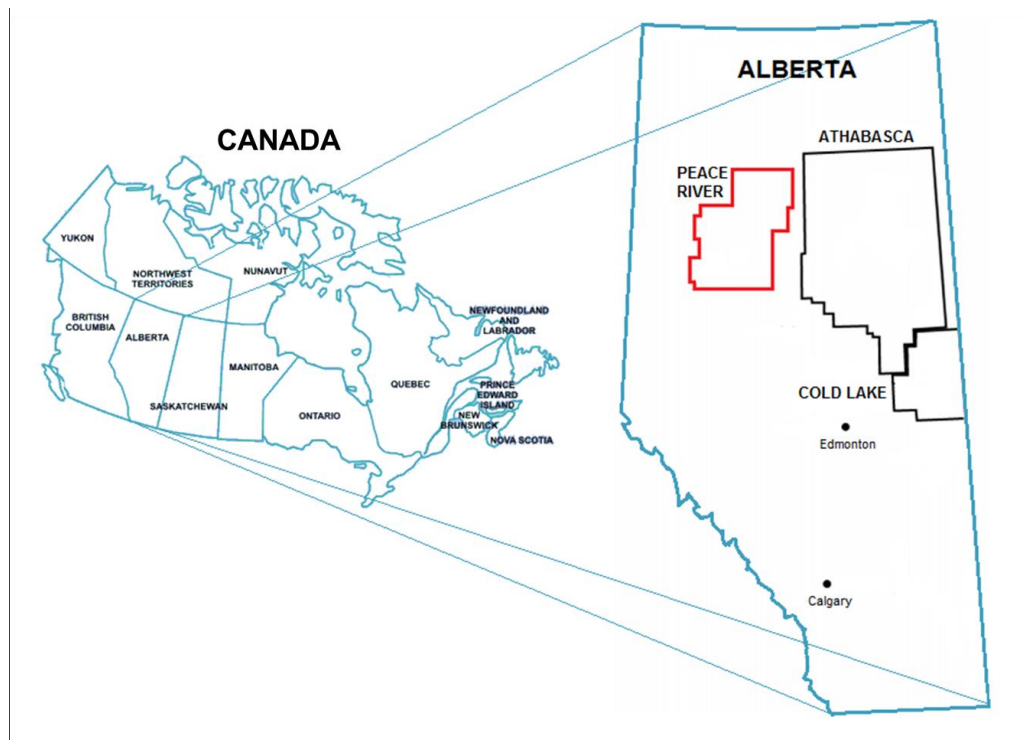 CANADA
YUKON
NORTHWEST
TERRITORIES
NUNAVUT
BRITISH
COLUMBIA
ALBERTA
SASKATCHEWAN
MANITOBA
ONTARIO
QUEBEC
NEWFOUNDLAND
AND
LABRADOR
PRINCE
EDWARD
ISLAND
NEW
BRUNSWICK
NOVA SCOTIA
ALBERTA
ATHABASCA
PEACE
RIVER
COLD LAKE
Edmonton
Calgary